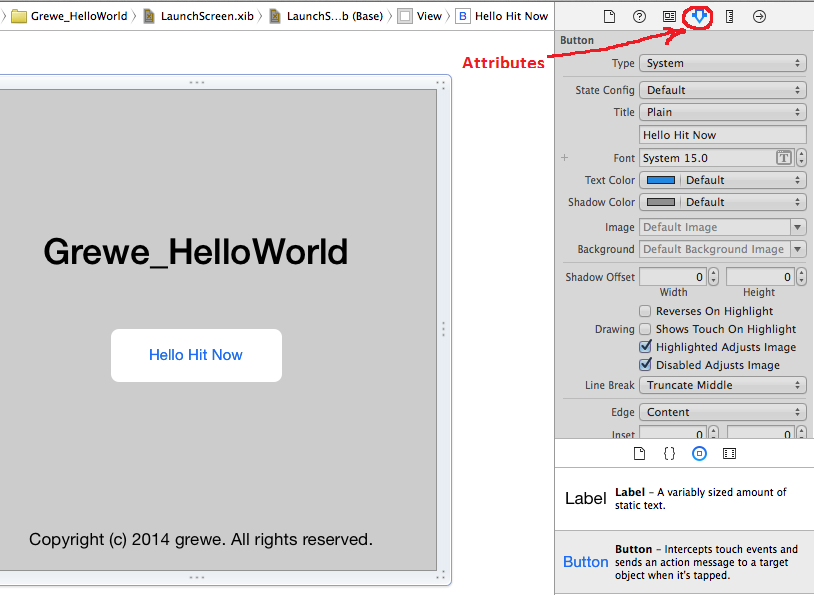 Grewe_HelloWorld LaunchScreen.xib LaunchS...b (Base) View B Hello Hit Now
Attributes
Button
Type System
State Config Default
Title Plain
Hello Hit Now
+ Font System 15.0 T
Text Color Default
Shadow Color Default
Image Default Image
Background Default Background Image
Shadow Offset 0 0
Width Height
Reverses On Highlight
Drawing Shows Touch On Highlight
Highlighted Adjusts Image
Disabled Adjusts Image
Line Break Truncate Middle
Edge Content
Inset 0 0
Grewe_HelloWorld
Hello Hit Now
Copyright (c) 2014 grewe. All rights reserved.
{}
Label
Label – A variably sized amount of
static text.
Button
Button – Intercepts touch events and
sends an action message to a target
object when it's tapped.